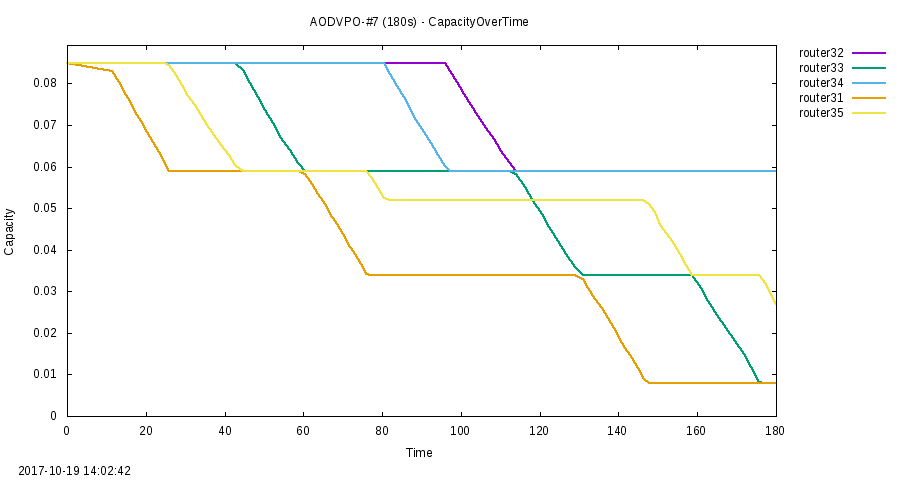 AODVPO-#7 (180s) - CapacityOverTime
router32
router33
router34
router31
router35
0.08
0.07
0.06
0.05
0.04
0.03
0.02
0.01
0
Capacity
0 20 40 60 80 100 120 140 160 180
Time
2017-10-19 14:02:42